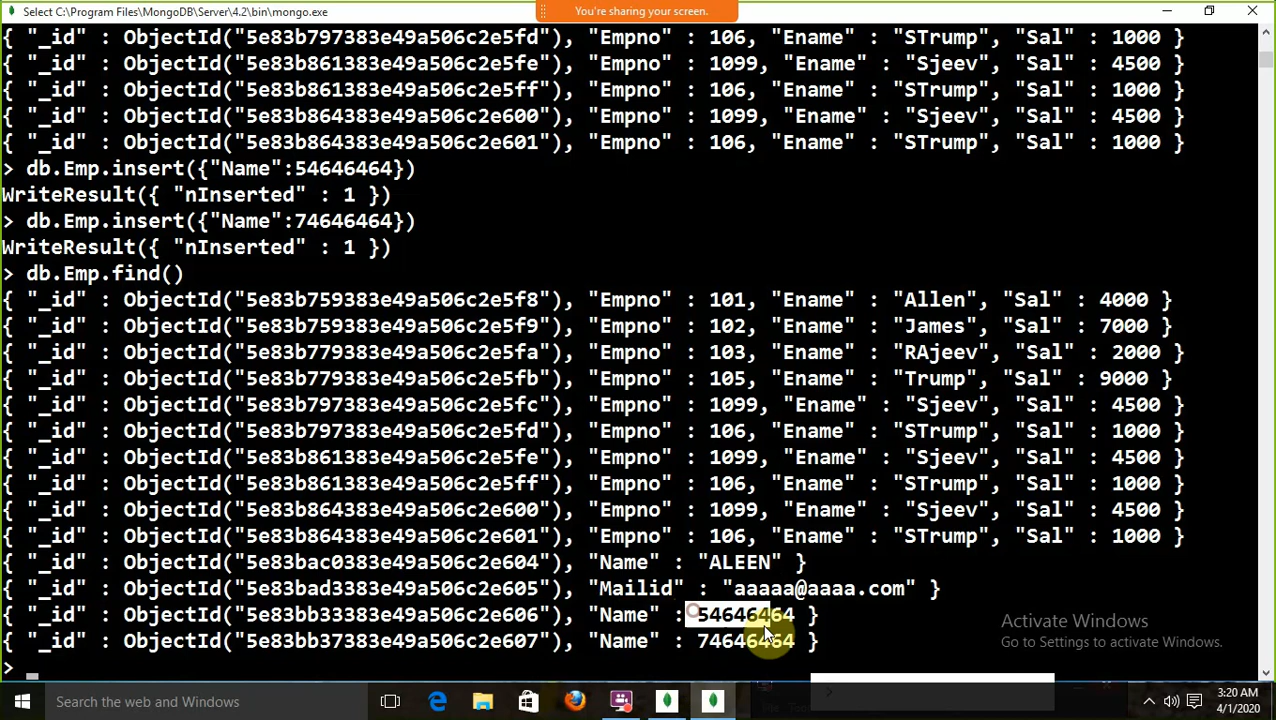 Select C:\Program Files\MongoDB\Server\4.2\bin\mongo.exe
You're sharing your screen.
{ "_id" : ObjectId("5e83b797383e49a506c2e5fd"), "Empno" : 106, "Ename" : "STrump", "Sal" : 1000 }
{ "_id" : ObjectId("5e83b861383e49a506c2e5fe"), "Empno" : 1099, "Ename" : "Sjeev", "Sal" : 4500 }
{ "_id" : ObjectId("5e83b861383e49a506c2e5ff"), "Empno" : 106, "Ename" : "STrump", "Sal" : 1000 }
{ "_id" : ObjectId("5e83b864383e49a506c2e600"), "Empno" : 1099, "Ename" : "Sjeev", "Sal" : 4500 }
{ "_id" : ObjectId("5e83b864383e49a506c2e601"), "Empno" : 106, "Ename" : "STrump", "Sal" : 1000 }
> db.Emp.insert({"Name":54646464})
WriteResult({ "nInserted" : 1 })
> db.Emp.insert({"Name":74646464})
WriteResult({ "nInserted" : 1 })
> db.Emp.find()
{ "_id" : ObjectId("5e83b759383e49a506c2e5f8"), "Empno" : 101, "Ename" : "Allen", "Sal" : 4000 }
{ "_id" : ObjectId("5e83b759383e49a506c2e5f9"), "Empno" : 102, "Ename" : "James", "Sal" : 7000 }
{ "_id" : ObjectId("5e83b779383e49a506c2e5fa"), "Empno" : 103, "Ename" : "RAjeev", "Sal" : 2000 }
{ "_id" : ObjectId("5e83b779383e49a506c2e5fb"), "Empno" : 105, "Ename" : "Trump", "Sal" : 9000 }
{ "_id" : ObjectId("5e83b797383e49a506c2e5fc"), "Empno" : 1099, "Ename" : "Sjeev", "Sal" : 4500 }
{ "_id" : ObjectId("5e83b797383e49a506c2e5fd"), "Empno" : 106, "Ename" : "STrump", "Sal" : 1000 }
{ "_id" : ObjectId("5e83b861383e49a506c2e5fe"), "Empno" : 1099, "Ename" : "Sjeev", "Sal" : 4500 }
{ "_id" : ObjectId("5e83b861383e49a506c2e5ff"), "Empno" : 106, "Ename" : "STrump", "Sal" : 1000 }
{ "_id" : ObjectId("5e83b864383e49a506c2e600"), "Empno" : 1099, "Ename" : "Sjeev", "Sal" : 4500 }
{ "_id" : ObjectId("5e83b864383e49a506c2e601"), "Empno" : 106, "Ename" : "STrump", "Sal" : 1000 }
{ "_id" : ObjectId("5e83bac0383e49a506c2e604"), "Name" : "ALEEN" }
{ "_id" : ObjectId("5e83bad3383e49a506c2e605"), "Mailid" : "aaaaa@aaaa.com" }
{ "_id" : ObjectId("5e83bb33383e49a506c2e606"), "Name" : 54646464 }
{ "_id" : ObjectId("5e83bb37383e49a506c2e607"), "Name" : 74646464 }
>
Activate Windows
Go to Settings to activate Windows.
Search the web and Windows
3:20 AM
4/1/2020